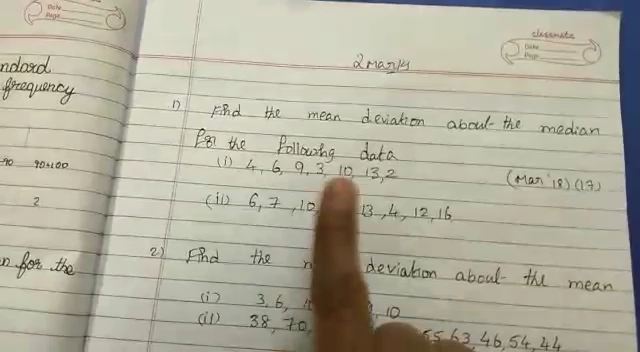 Date
Page
classmate
Date
Page
2 Marks
ndard
frequency
90 90-100
2
n for the
1) Find the mean deviation about the median
for the following data
(i) 4, 6, 9, 3, 10, 13, 2 (Mar '18) (17)
(ii) 6, 7, 10, 13, 4, 12, 16
2) Find the deviation about the mean
(i) 3, 6, 10
(ii) 38, 70, 55, 63, 46, 54, 44